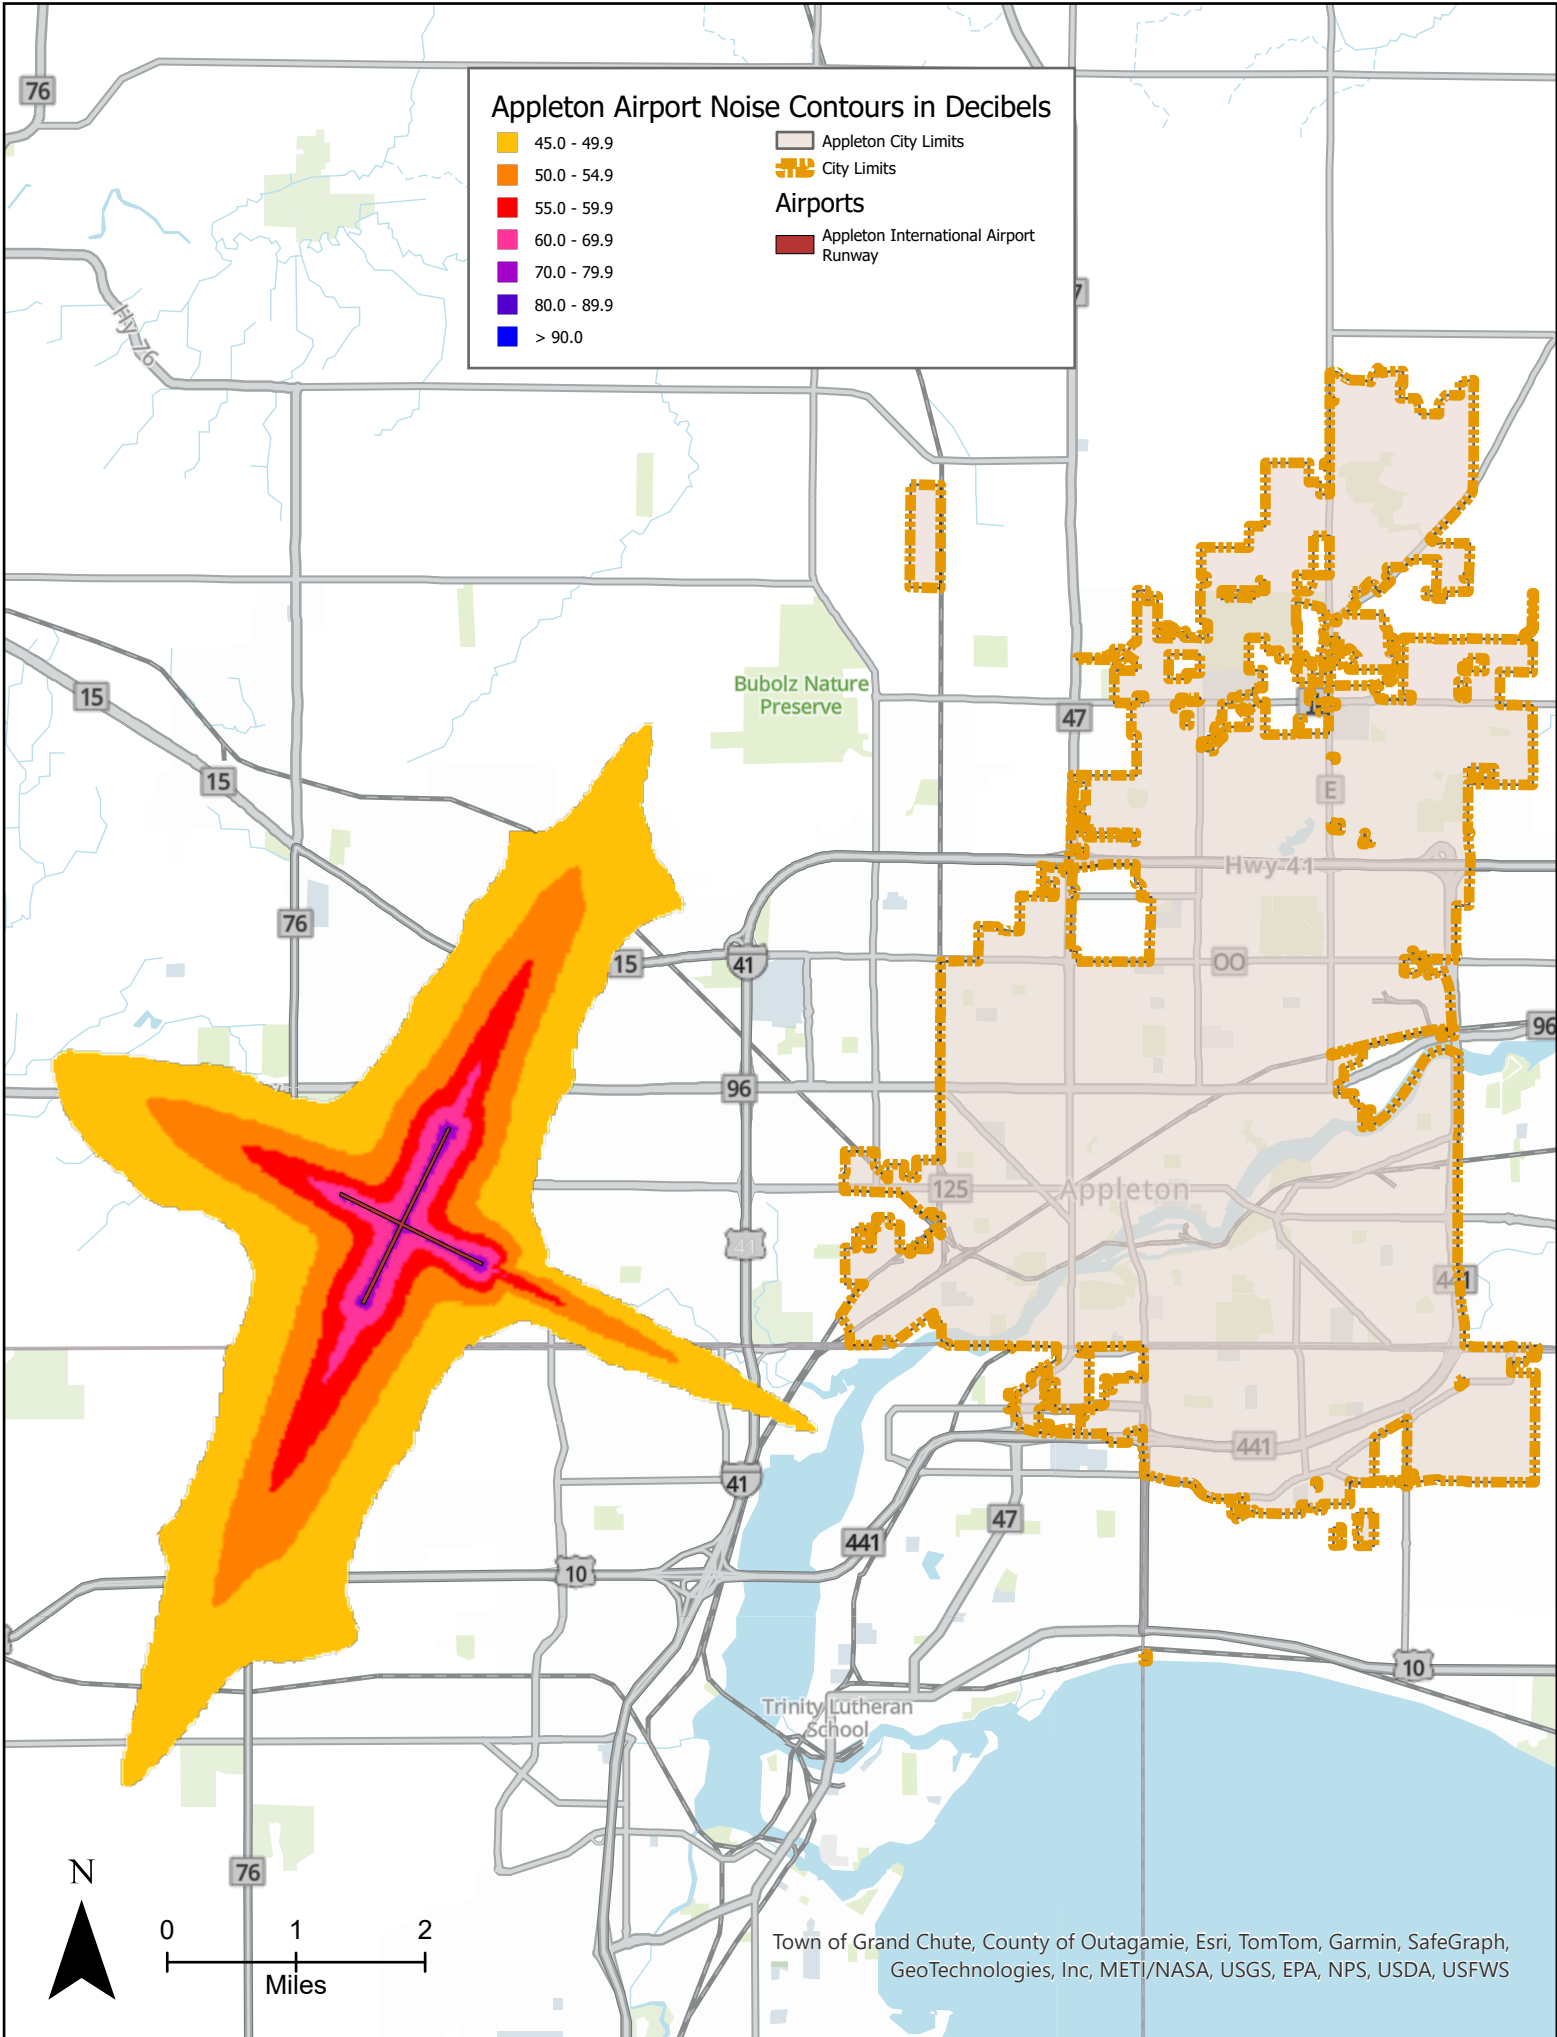 76
Appleton Airport Noise Contours in Decibels
45.0 - 49.9
50.0 - 54.9
55.0 - 59.9
60.0 - 69.9
70.0 - 79.9
80.0 - 89.9
> 90.0
Appleton City Limits
City Limits
Airports
Appleton International Airport
Runway
7
Hy 76
Bubolz Nature
Preserve
15
47
15
E
Hwy 41
76
15
41
OO
96
96
125
Appleton
41
441
441
41
47
441
10
10
Trinity Lutheran
School
76
N
0 1 2
Miles
Town of Grand Chute, County of Outagamie, Esri, TomTom, Garmin, SafeGraph,
GeoTechnologies, Inc, METI/NASA, USGS, EPA, NPS, USDA, USFWS